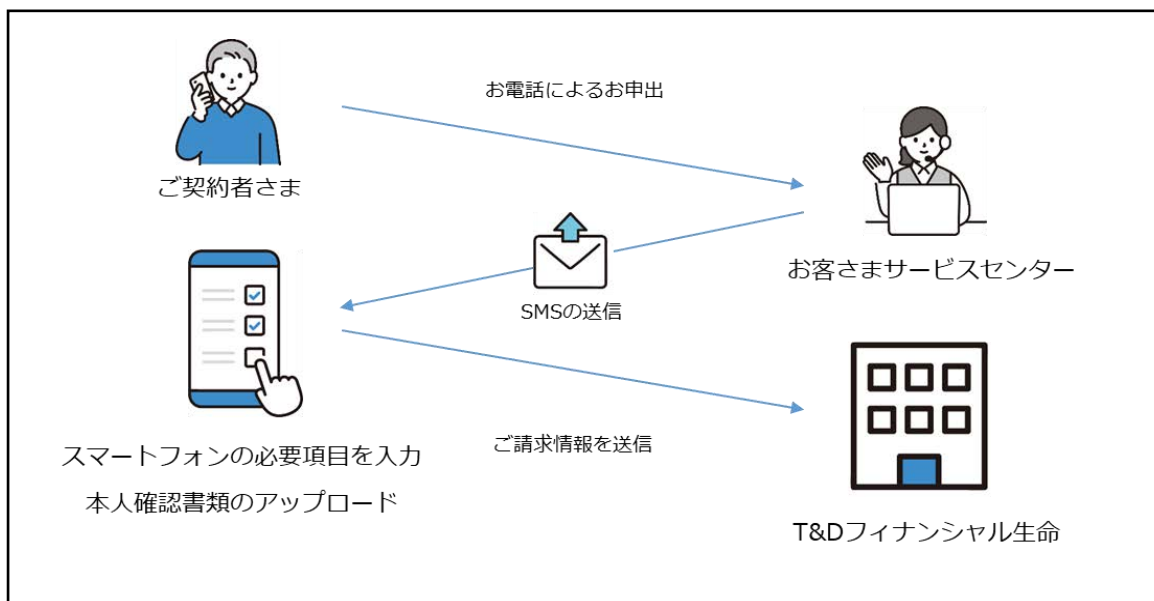 お電話によるお申出
ご契約者さま
お客さまサービスセンター
SMSの送信
ご請求情報を送信
スマートフォンの必要項目を入力
本人確認書類のアップロード
T&Dフィナンシャル生命